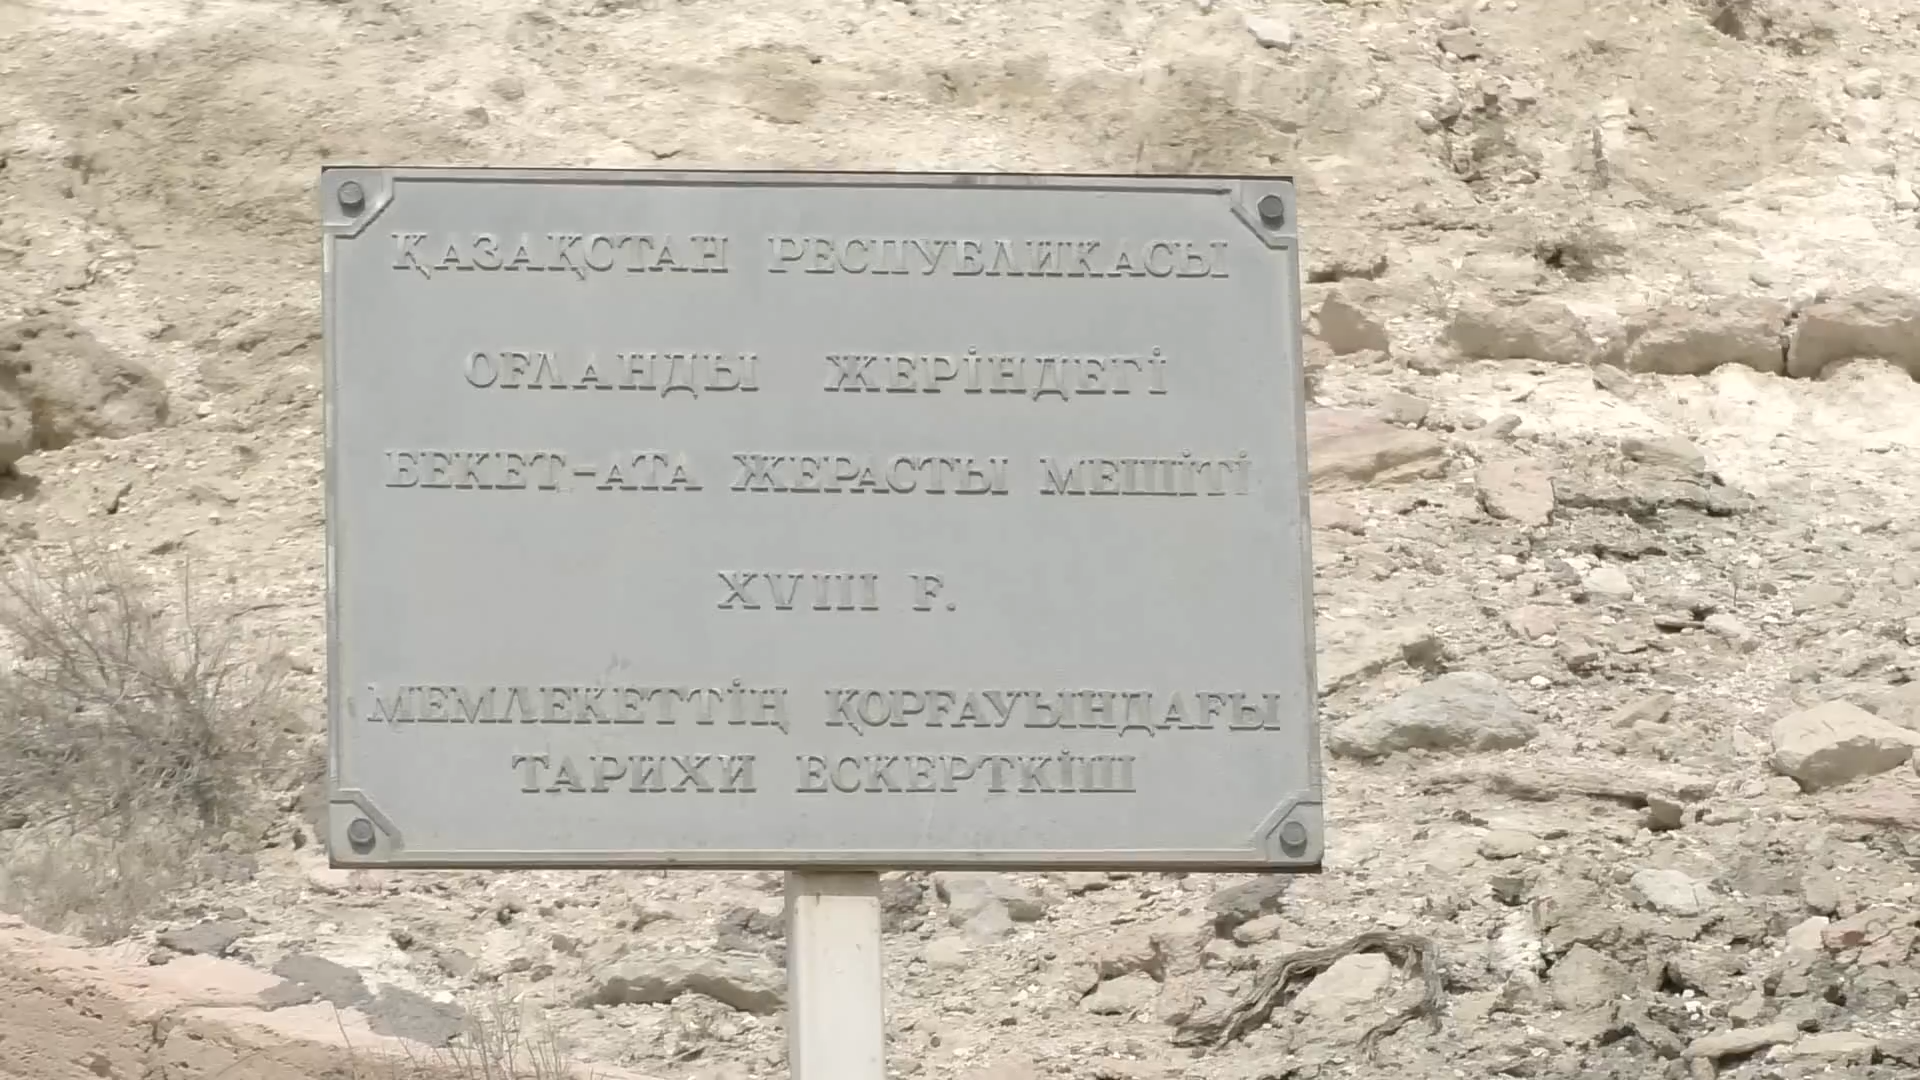 ҚАЗАҚСТАН РЕСПУБЛИКАСЫ
ОҒЛАНДЫ ЖЕРІНДЕГІ
БЕКЕТ-АТА ЖЕРАСТЫ МЕШІТІ
XVIII Ғ.
МЕМЛЕКЕТТІҢ ҚОРҒАУЫНДАҒЫ
ТАРИХИ ЕСКЕРТКІШ